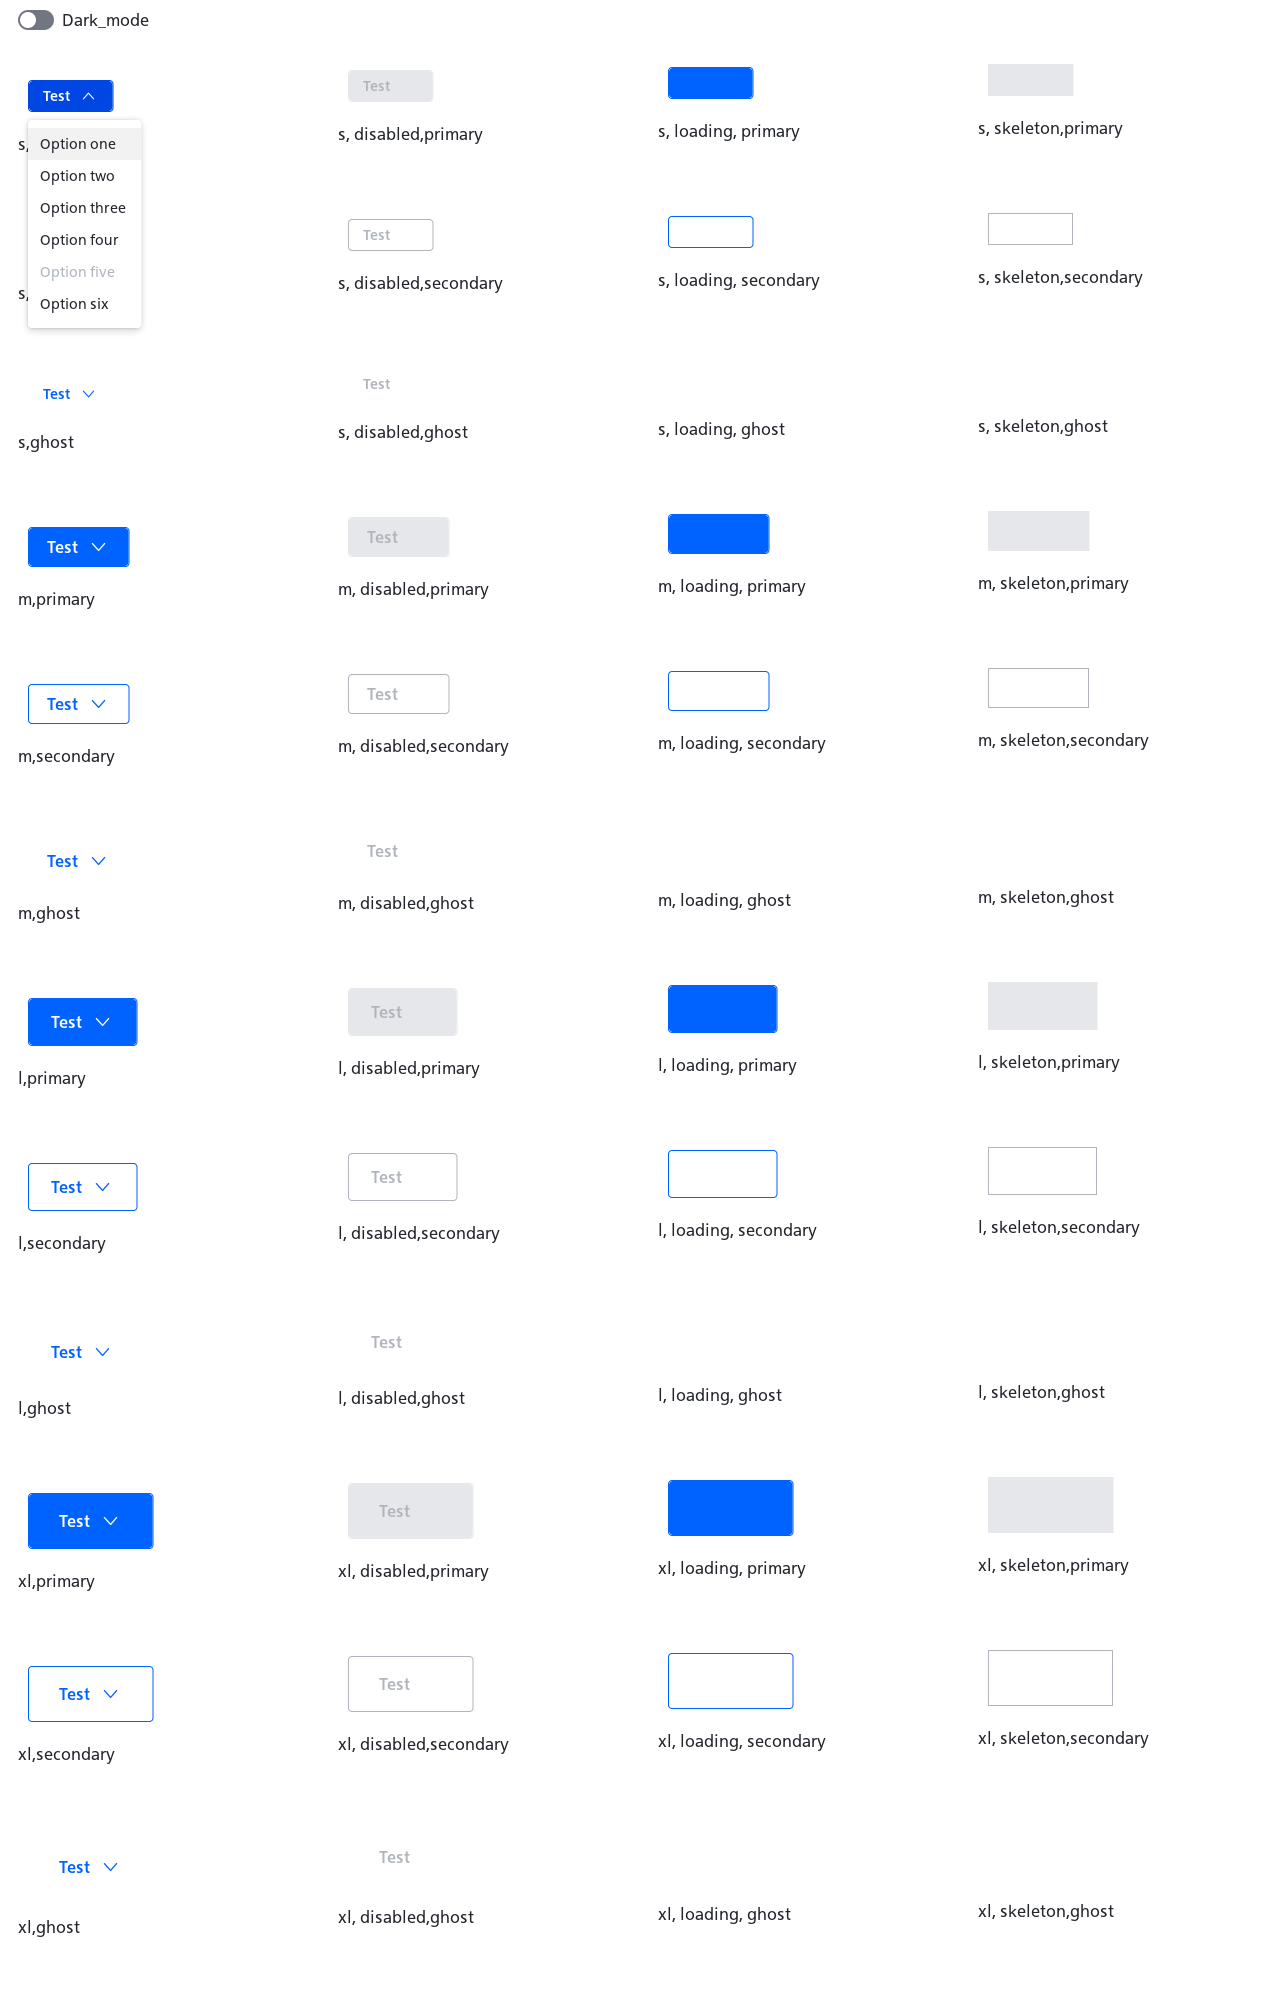 Dark_mode
Test
Test
s,
s, disabled,primary
s, loading, primary
s, skeleton,primary
Option one
Option two
Option three
Option four
Option five
Option six
Test
s,
s, disabled,secondary
s, loading, secondary
s, skeleton,secondary
Test
Test
s,ghost
s, disabled,ghost
s, loading, ghost
s, skeleton,ghost
Test
Test
m,primary
m, disabled,primary
m, loading, primary
m, skeleton,primary
Test
Test
m,secondary
m, disabled,secondary
m, loading, secondary
m, skeleton,secondary
Test
Test
m,ghost
m, disabled,ghost
m, loading, ghost
m, skeleton,ghost
Test
Test
l,primary
l, disabled,primary
l, loading, primary
l, skeleton,primary
Test
Test
l,secondary
l, disabled,secondary
l, loading, secondary
l, skeleton,secondary
Test
Test
l,ghost
l, disabled,ghost
l, loading, ghost
l, skeleton,ghost
Test
Test
xl,primary
xl, disabled,primary
xl, loading, primary
xl, skeleton,primary
Test
Test
xl,secondary
xl, disabled,secondary
xl, loading, secondary
xl, skeleton,secondary
Test
Test
xl,ghost
xl, disabled,ghost
xl, loading, ghost
xl, skeleton,ghost